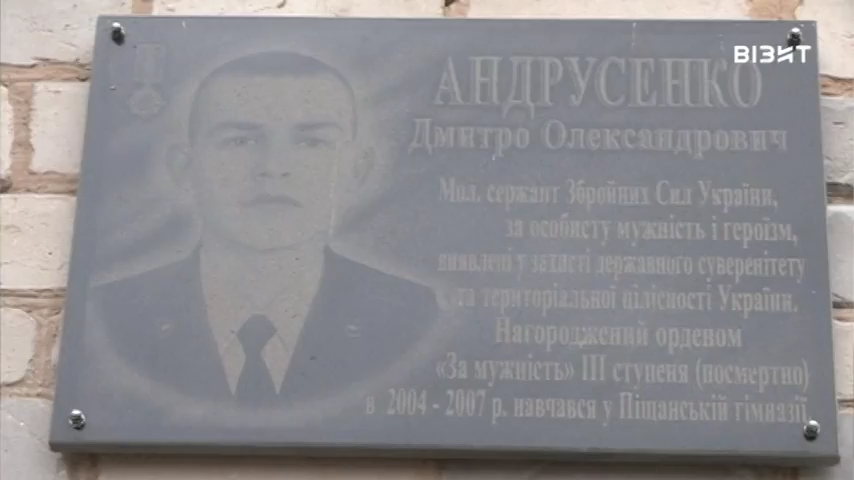 ВІЗИТ
АНДРУСЕНКО
Дмитро Олександрович
Мол. сержант Збройних Сил України,
за особисту мужність і героїзм,
виявлені у захисті державного суверенітету
та територіальної цілісності України.
Нагороджений орденом
«За мужність» ІІІ ступеня (посмертно)
в 2004 - 2007 р. навчався у Піщанській гімназії